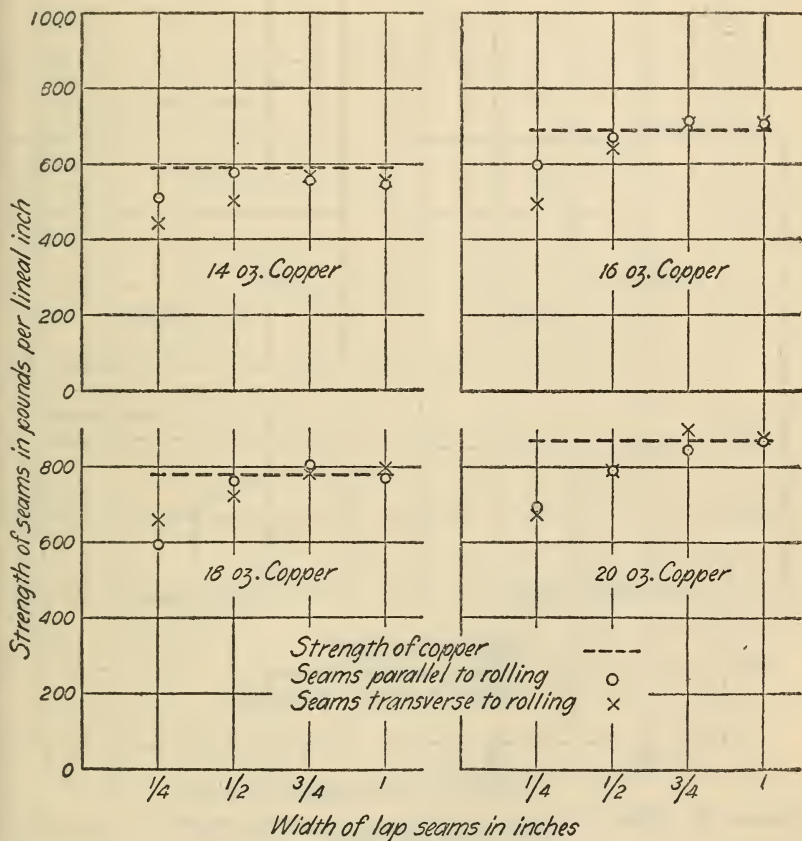 Strength of seams in pounds per lineal inch
1000
800
600
400
200
0
14 oz. Copper
16 oz. Copper
800
600
400
200
0
18 oz. Copper
20 oz. Copper
Strength of copper
Seams parallel to rolling
Seams transverse to rolling
1/4 1/2 3/4 1
1/4 1/2 3/4 1
Width of lap seams in inches